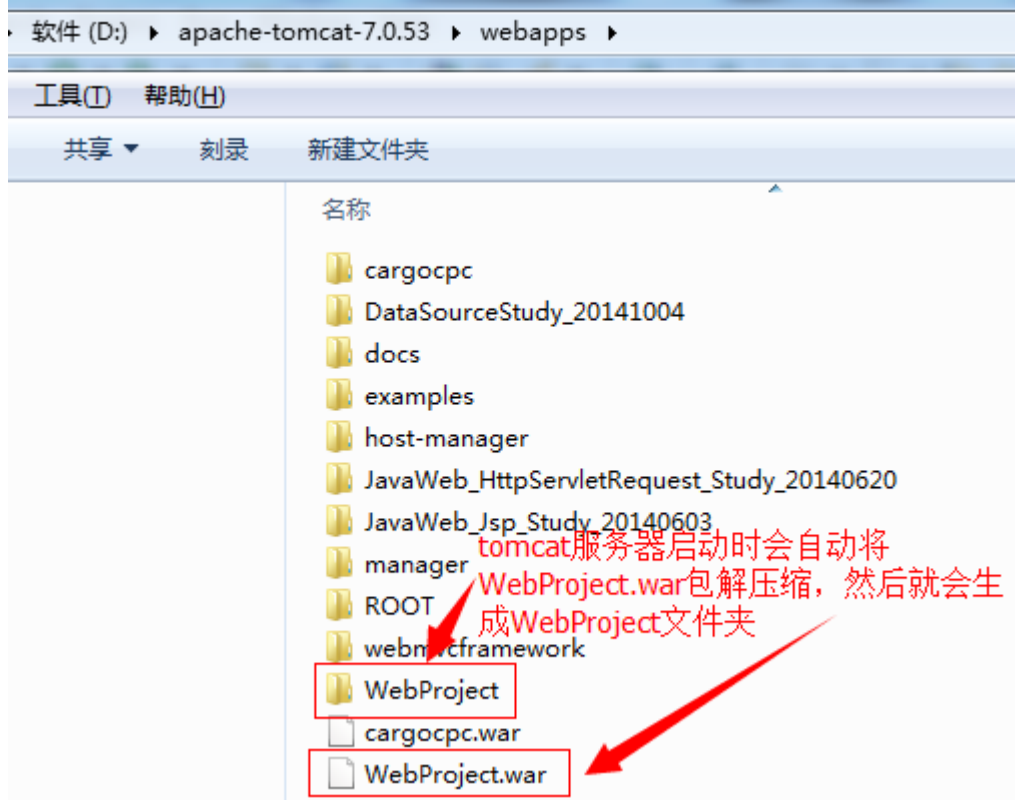 软件 (D:) ▸ apache-tomcat-7.0.53 ▸ webapps ▸
工具(T) 帮助(H)
共享 刻录 新建文件夹
名称
cargocpc
DataSourceStudy_20141004
docs
examples
host-manager
JavaWeb_HttpServletRequest_Study_20140620
JavaWeb_Jsp_Study_20140603
tomcat服务器启动时会自动将
manager
WebProject.war包解压缩，然后就会生
ROOT
成WebProject文件夹
webmvcframework
WebProject
cargocpc.war
WebProject.war